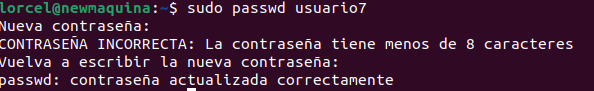 lorcel@newmaquina:~$ sudo passwd usuario7
Nueva contraseña:
CONTRASEÑA INCORRECTA: La contraseña tiene menos de 8 caracteres
Vuelva a escribir la nueva contraseña:
passwd: contraseña actualizada correctamente